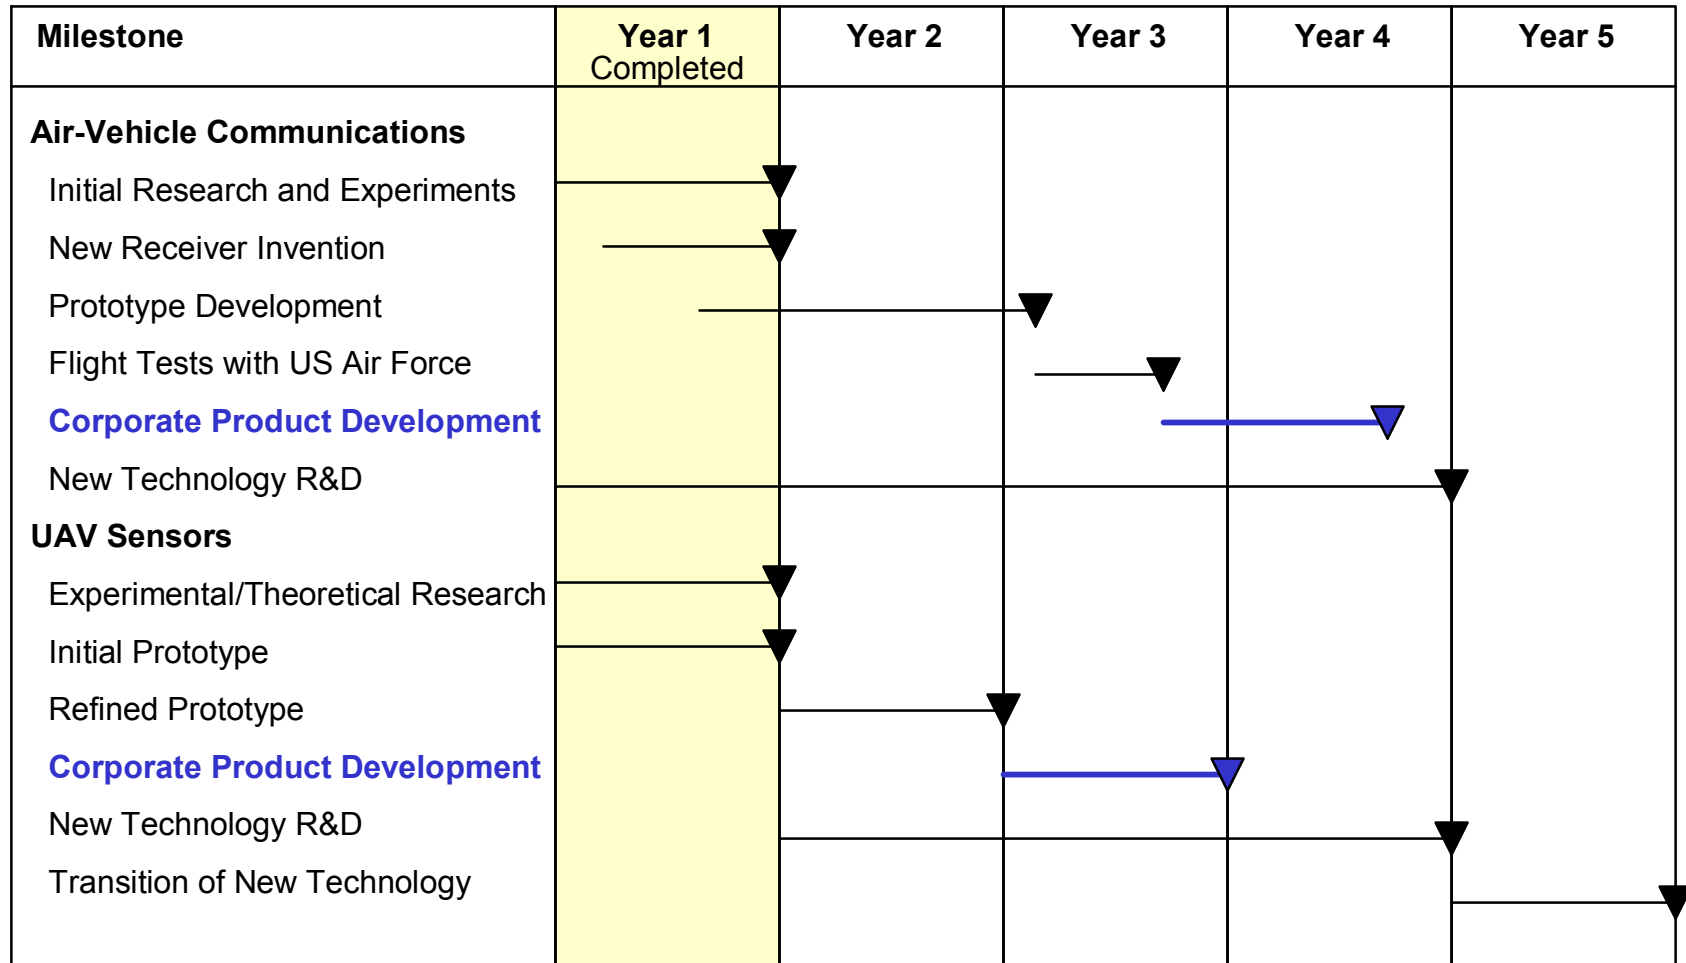 Milestone Year 1 Year 2 Year 3 Year 4 Year 5
Completed
Air-Vehicle Communications
Initial Research and Experiments
New Receiver Invention
Prototype Development
Flight Tests with US Air Force
Corporate Product Development
New Technology R&D
UAV Sensors
Experimental/Theoretical Research
Initial Prototype
Refined Prototype
Corporate Product Development
New Technology R&D
Transition of New Technology